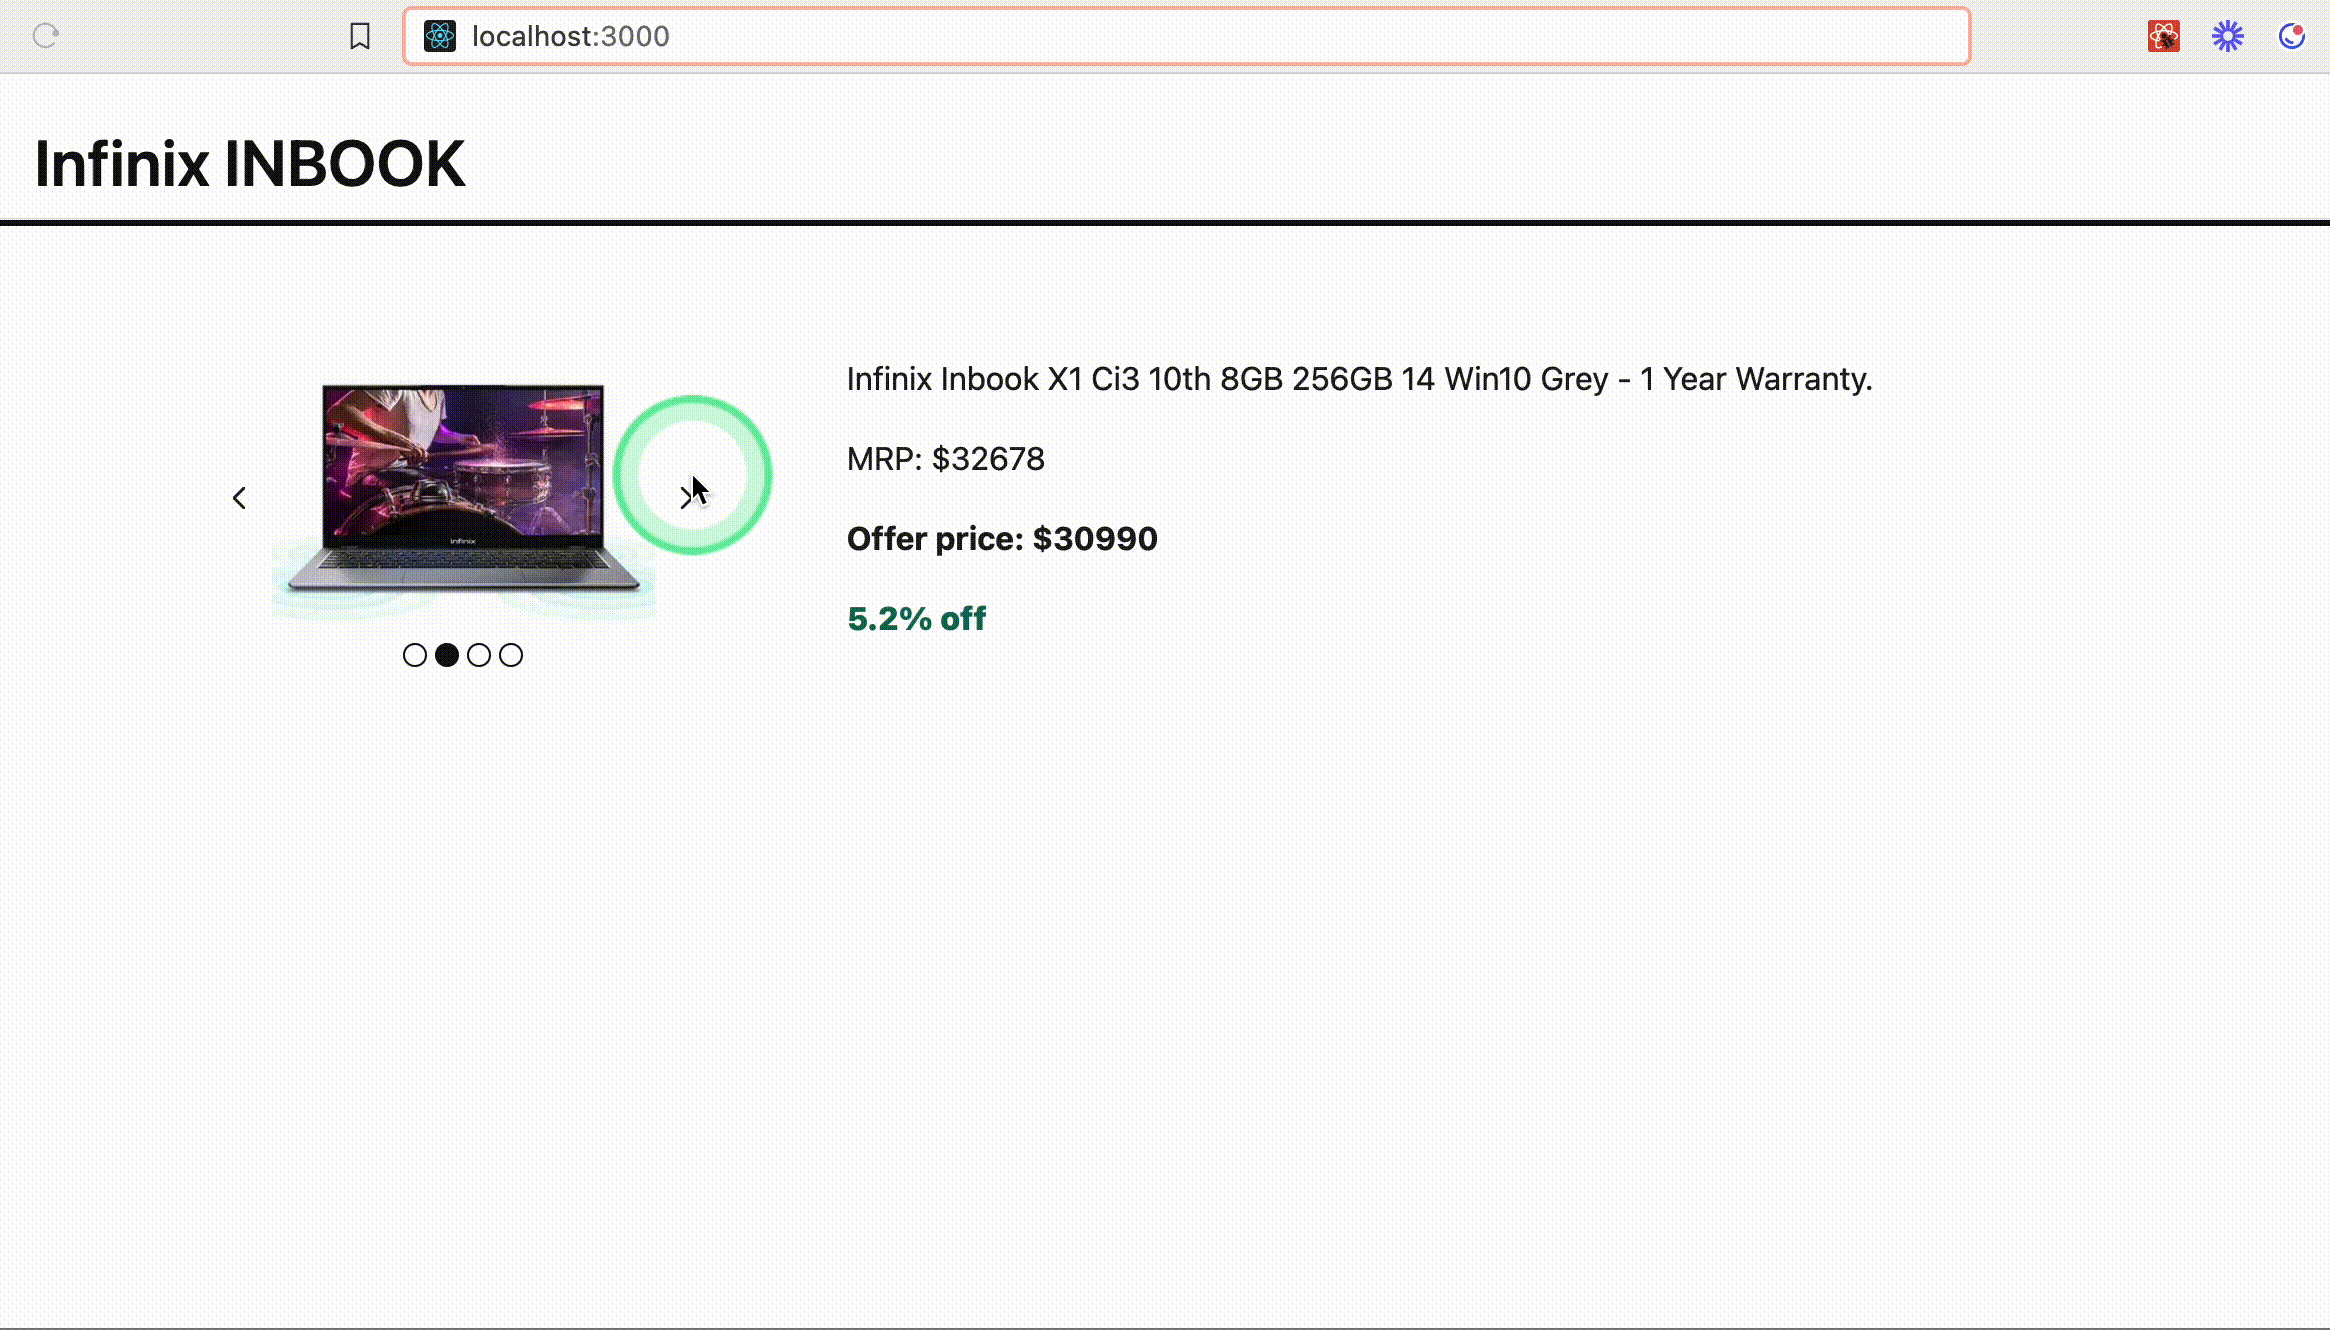 localhost:3000
Infinix INBOOK
Infinix Inbook X1 Ci3 10th 8GB 256GB 14 Win10 Grey - 1 Year Warranty.
MRP: $32678
Offer price: $30990
5.2% off
Infinix